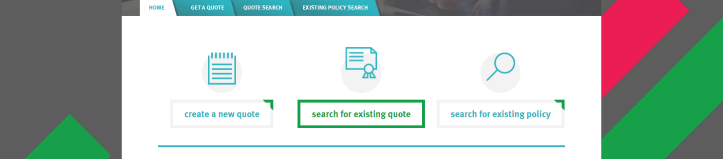 HOME GET A QUOTE QUOTE SEARCH EXISTING POLICY SEARCH
create a new quote search for existing quote search for existing policy